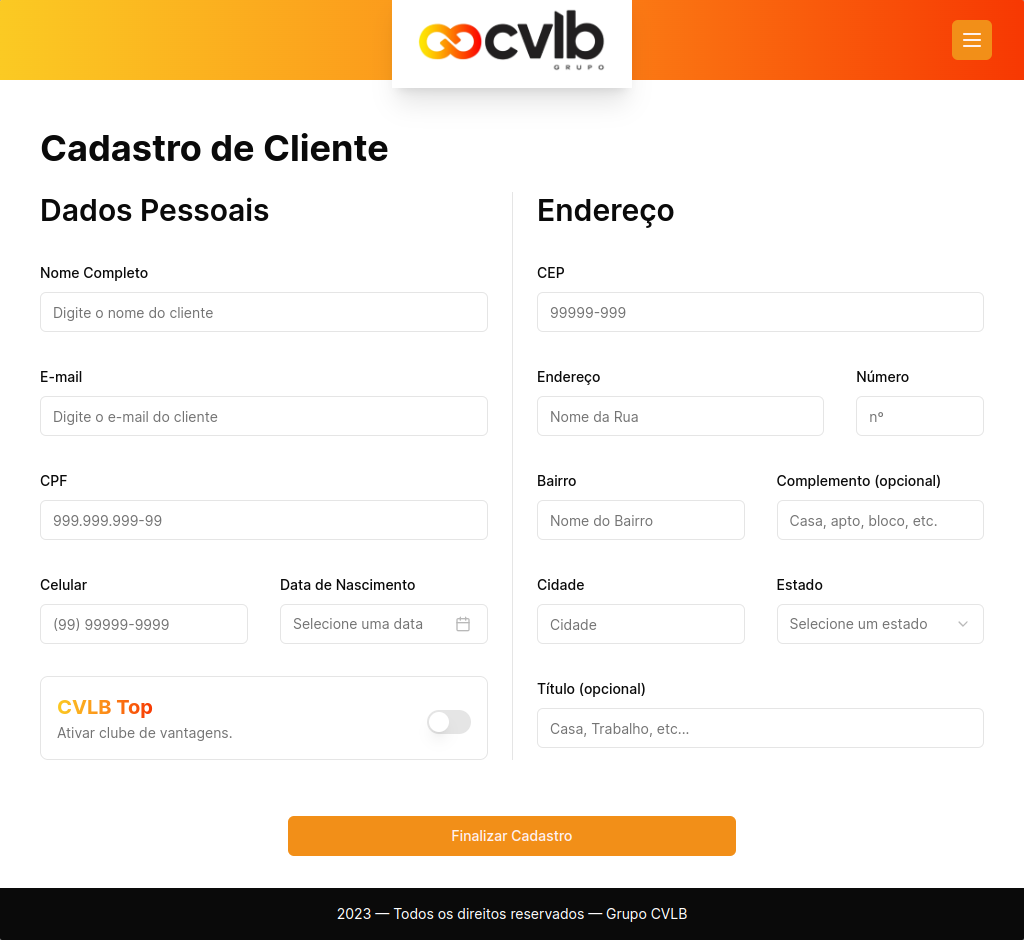 cvlb
GRUPO
Cadastro de Cliente
Dados Pessoais
Nome Completo
Digite o nome do cliente
E-mail
Digite o e-mail do cliente
CPF
999.999.999-99
Celular
Data de Nascimento
(99) 99999-9999
Selecione uma data
CVLB Top
Ativar clube de vantagens.
Endereço
CEP
99999-999
Endereço
Número
Nome da Rua
nº
Bairro
Complemento (opcional)
Nome do Bairro
Casa, apto, bloco, etc.
Cidade
Estado
Cidade
Selecione um estado
Título (opcional)
Casa, Trabalho, etc...
Finalizar Cadastro
2023 — Todos os direitos reservados — Grupo CVLB